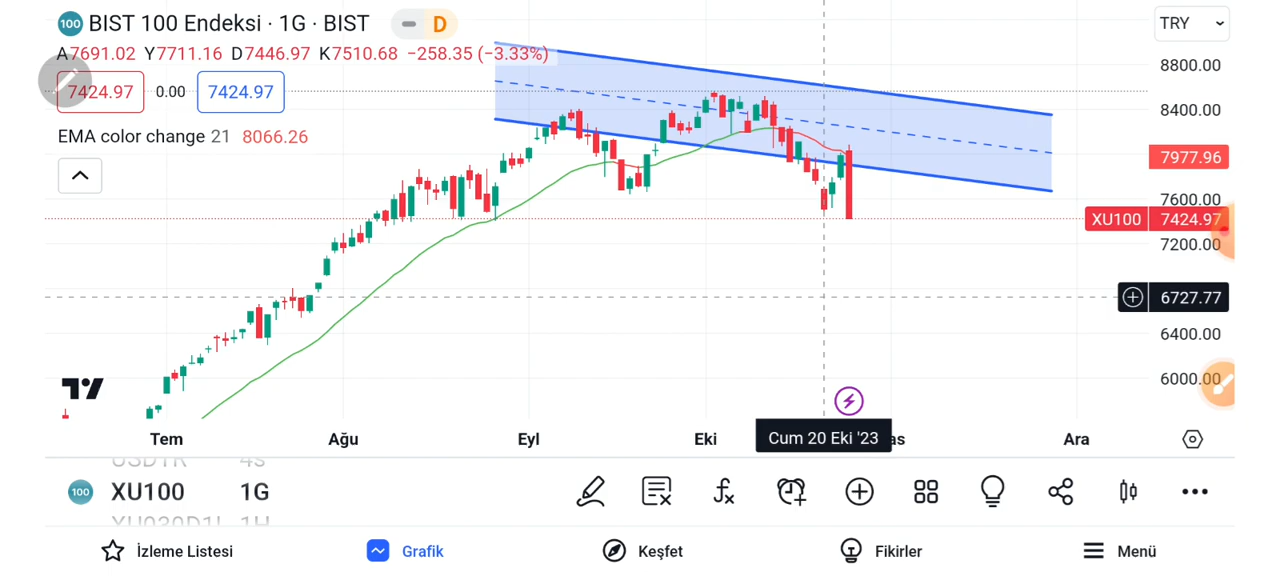 100 BIST 100 Endeksi · 1G · BIST D TRY
A7691.02 Y7711.16 D7446.97 K7510.68 −258.35 (−3.33%)
8800.00
7424.97 0.00 7424.97
8400.00
EMA color change 21 8066.26
7977.96
7600.00
XU100 7424.97
7200.00
6727.77
6400.00
6000.00
Cum 20 Eki '23
Tem Ağu Eyl Eki as Ara
100 XU100 1G
İzleme Listesi Grafik Keşfet Fikirler Menü